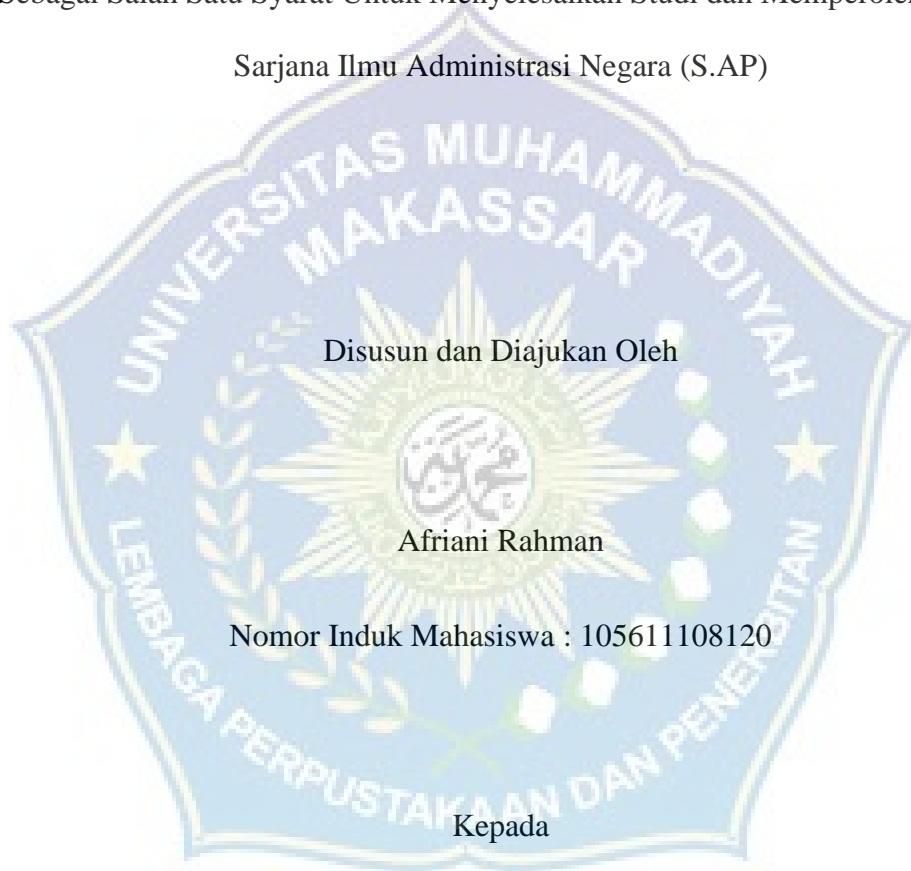 Sebagai Salah Satu Syarat Untuk Menyelesaikan Studi dan Memperoleh
Sarjana Ilmu Administrasi Negara (S.AP)
UNIVERSITAS MUHAMMADIYAH
MAKASSAR
Disusun dan Diajukan Oleh
Afriani Rahman
Nomor Induk Mahasiswa : 105611108120
LEMBAGA PERPUSTAKAAN DAN PENERBITAN
Kepada